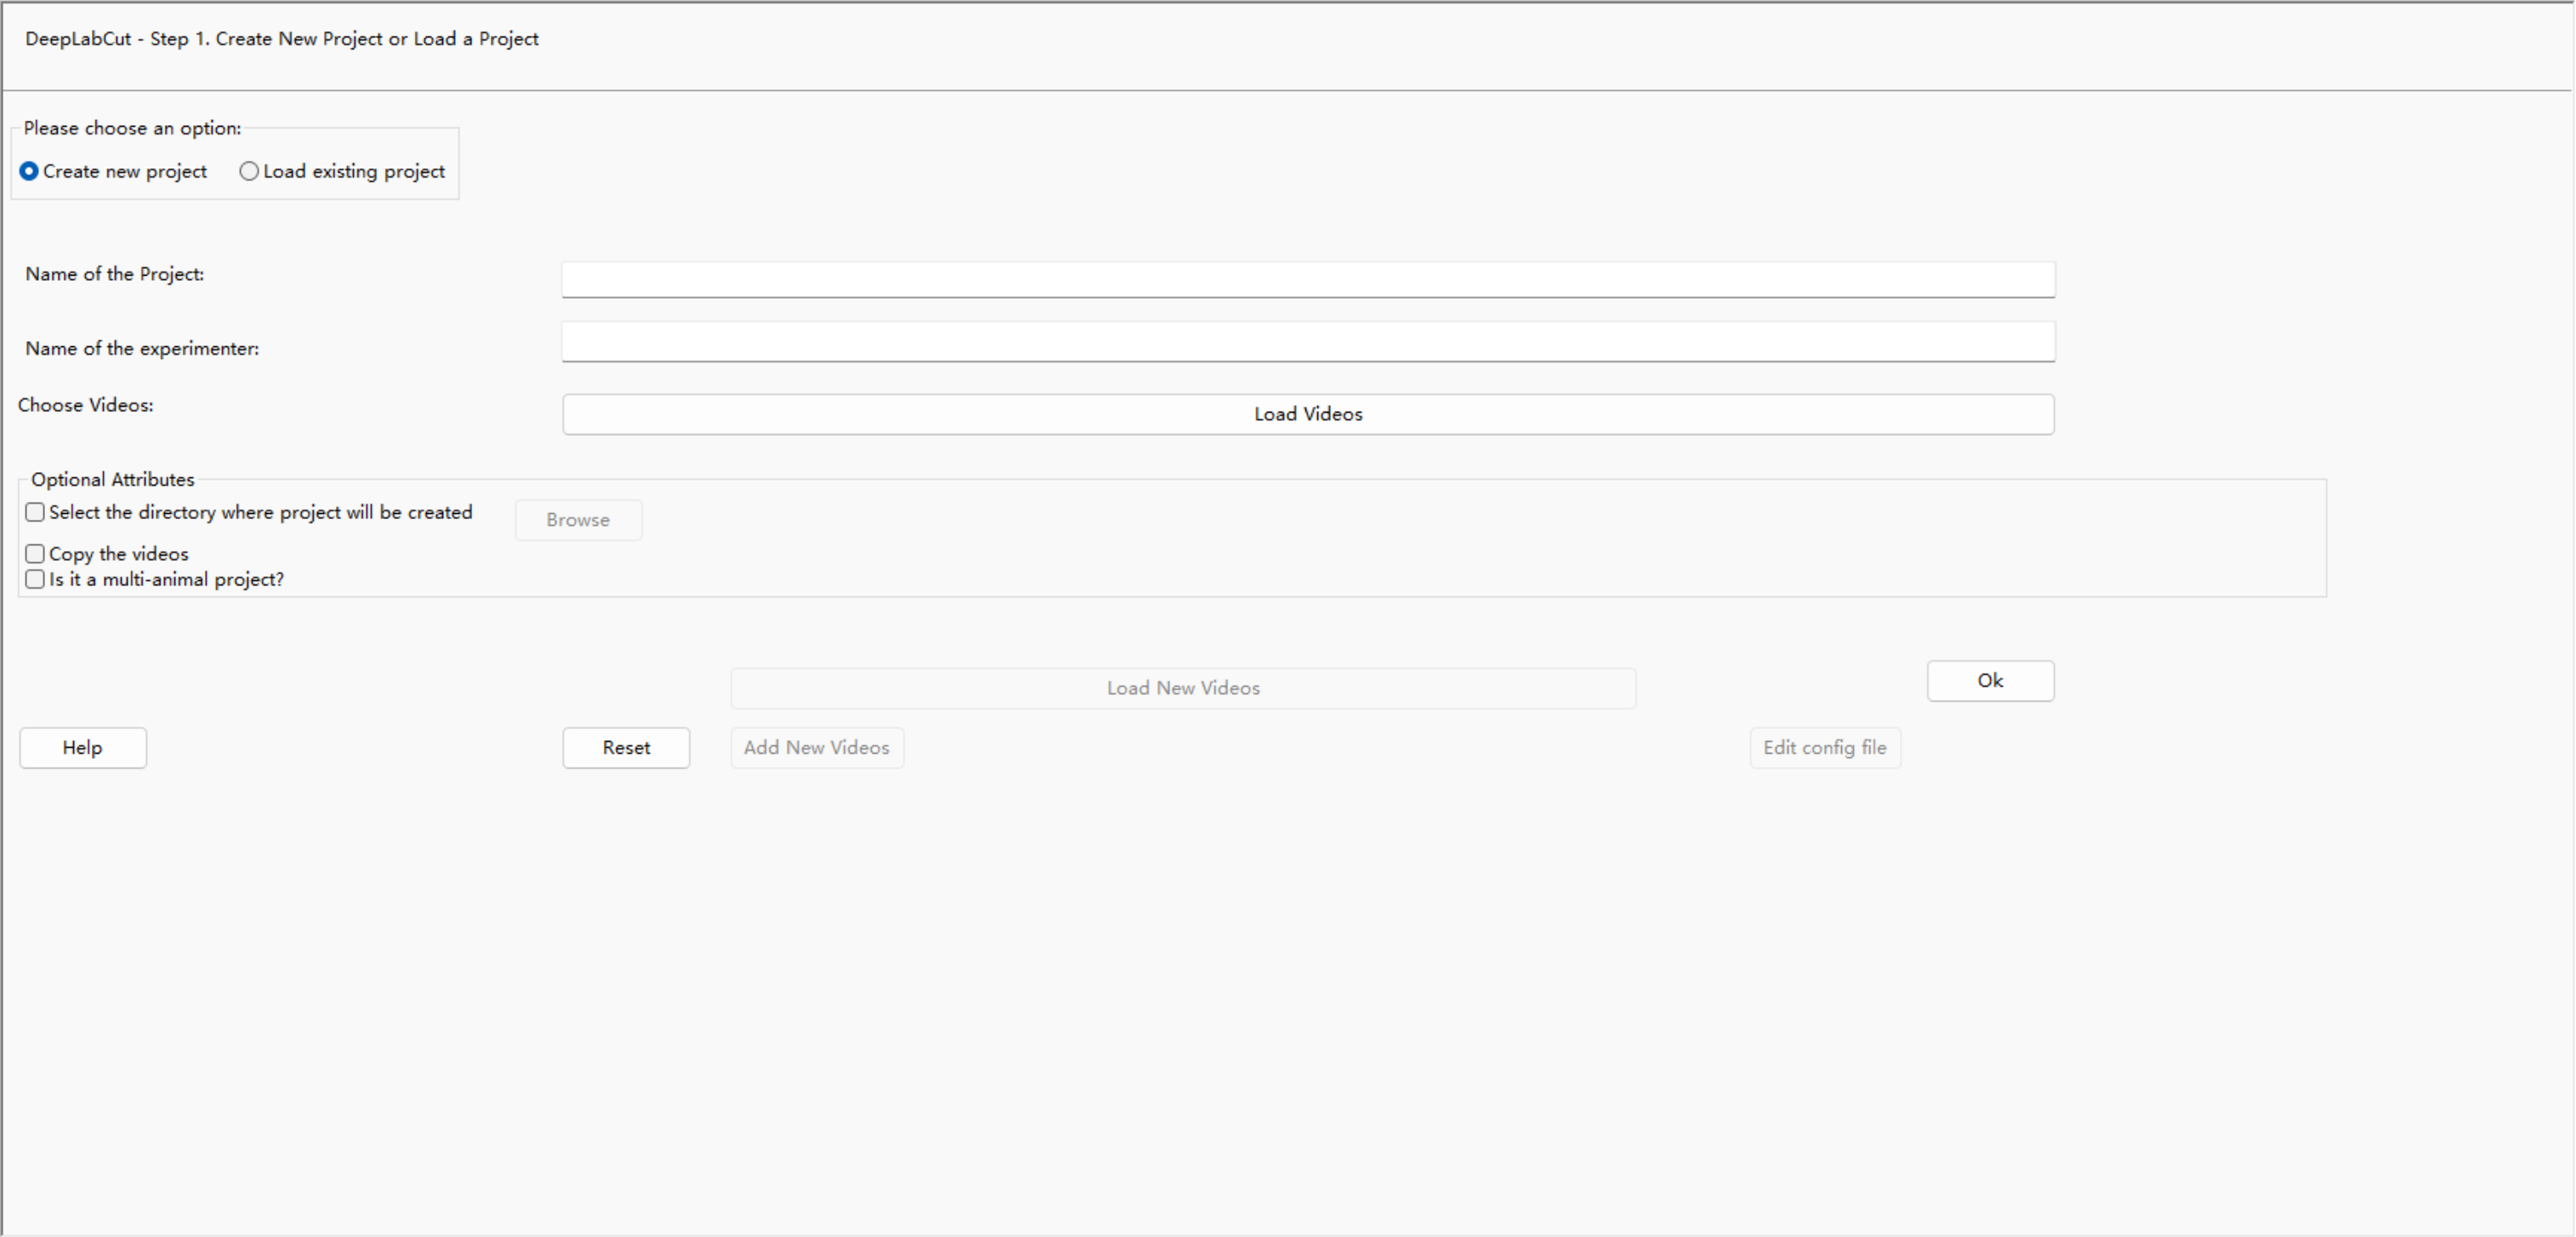 DeepLabCut - Step 1. Create New Project or Load a Project
Please choose an option:
Create new project Load existing project
Name of the Project:
Name of the experimenter:
Choose Videos: Load Videos
Optional Attributes
Select the directory where project will be created Browse
Copy the videos
Is it a multi-animal project?
Load New Videos Ok
Help Reset Add New Videos Edit config file